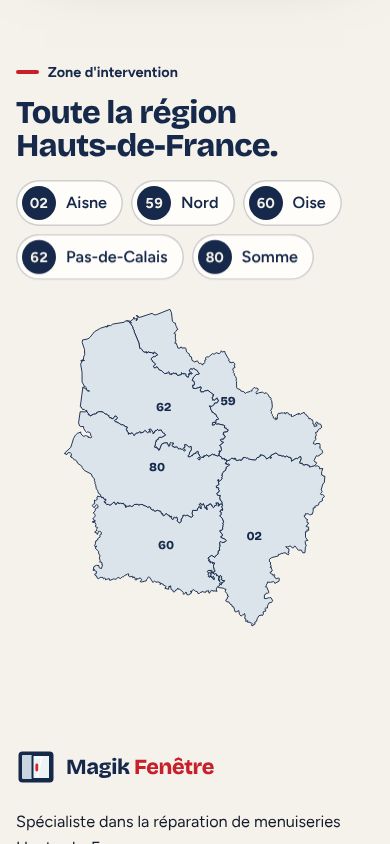 Zone d'intervention
Toute la région
Hauts-de-France.
02 Aisne
59 Nord
60 Oise
62 Pas-de-Calais
80 Somme
62
59
80
02
60
Magik Fenêtre
Spécialiste dans la réparation de menuiseries